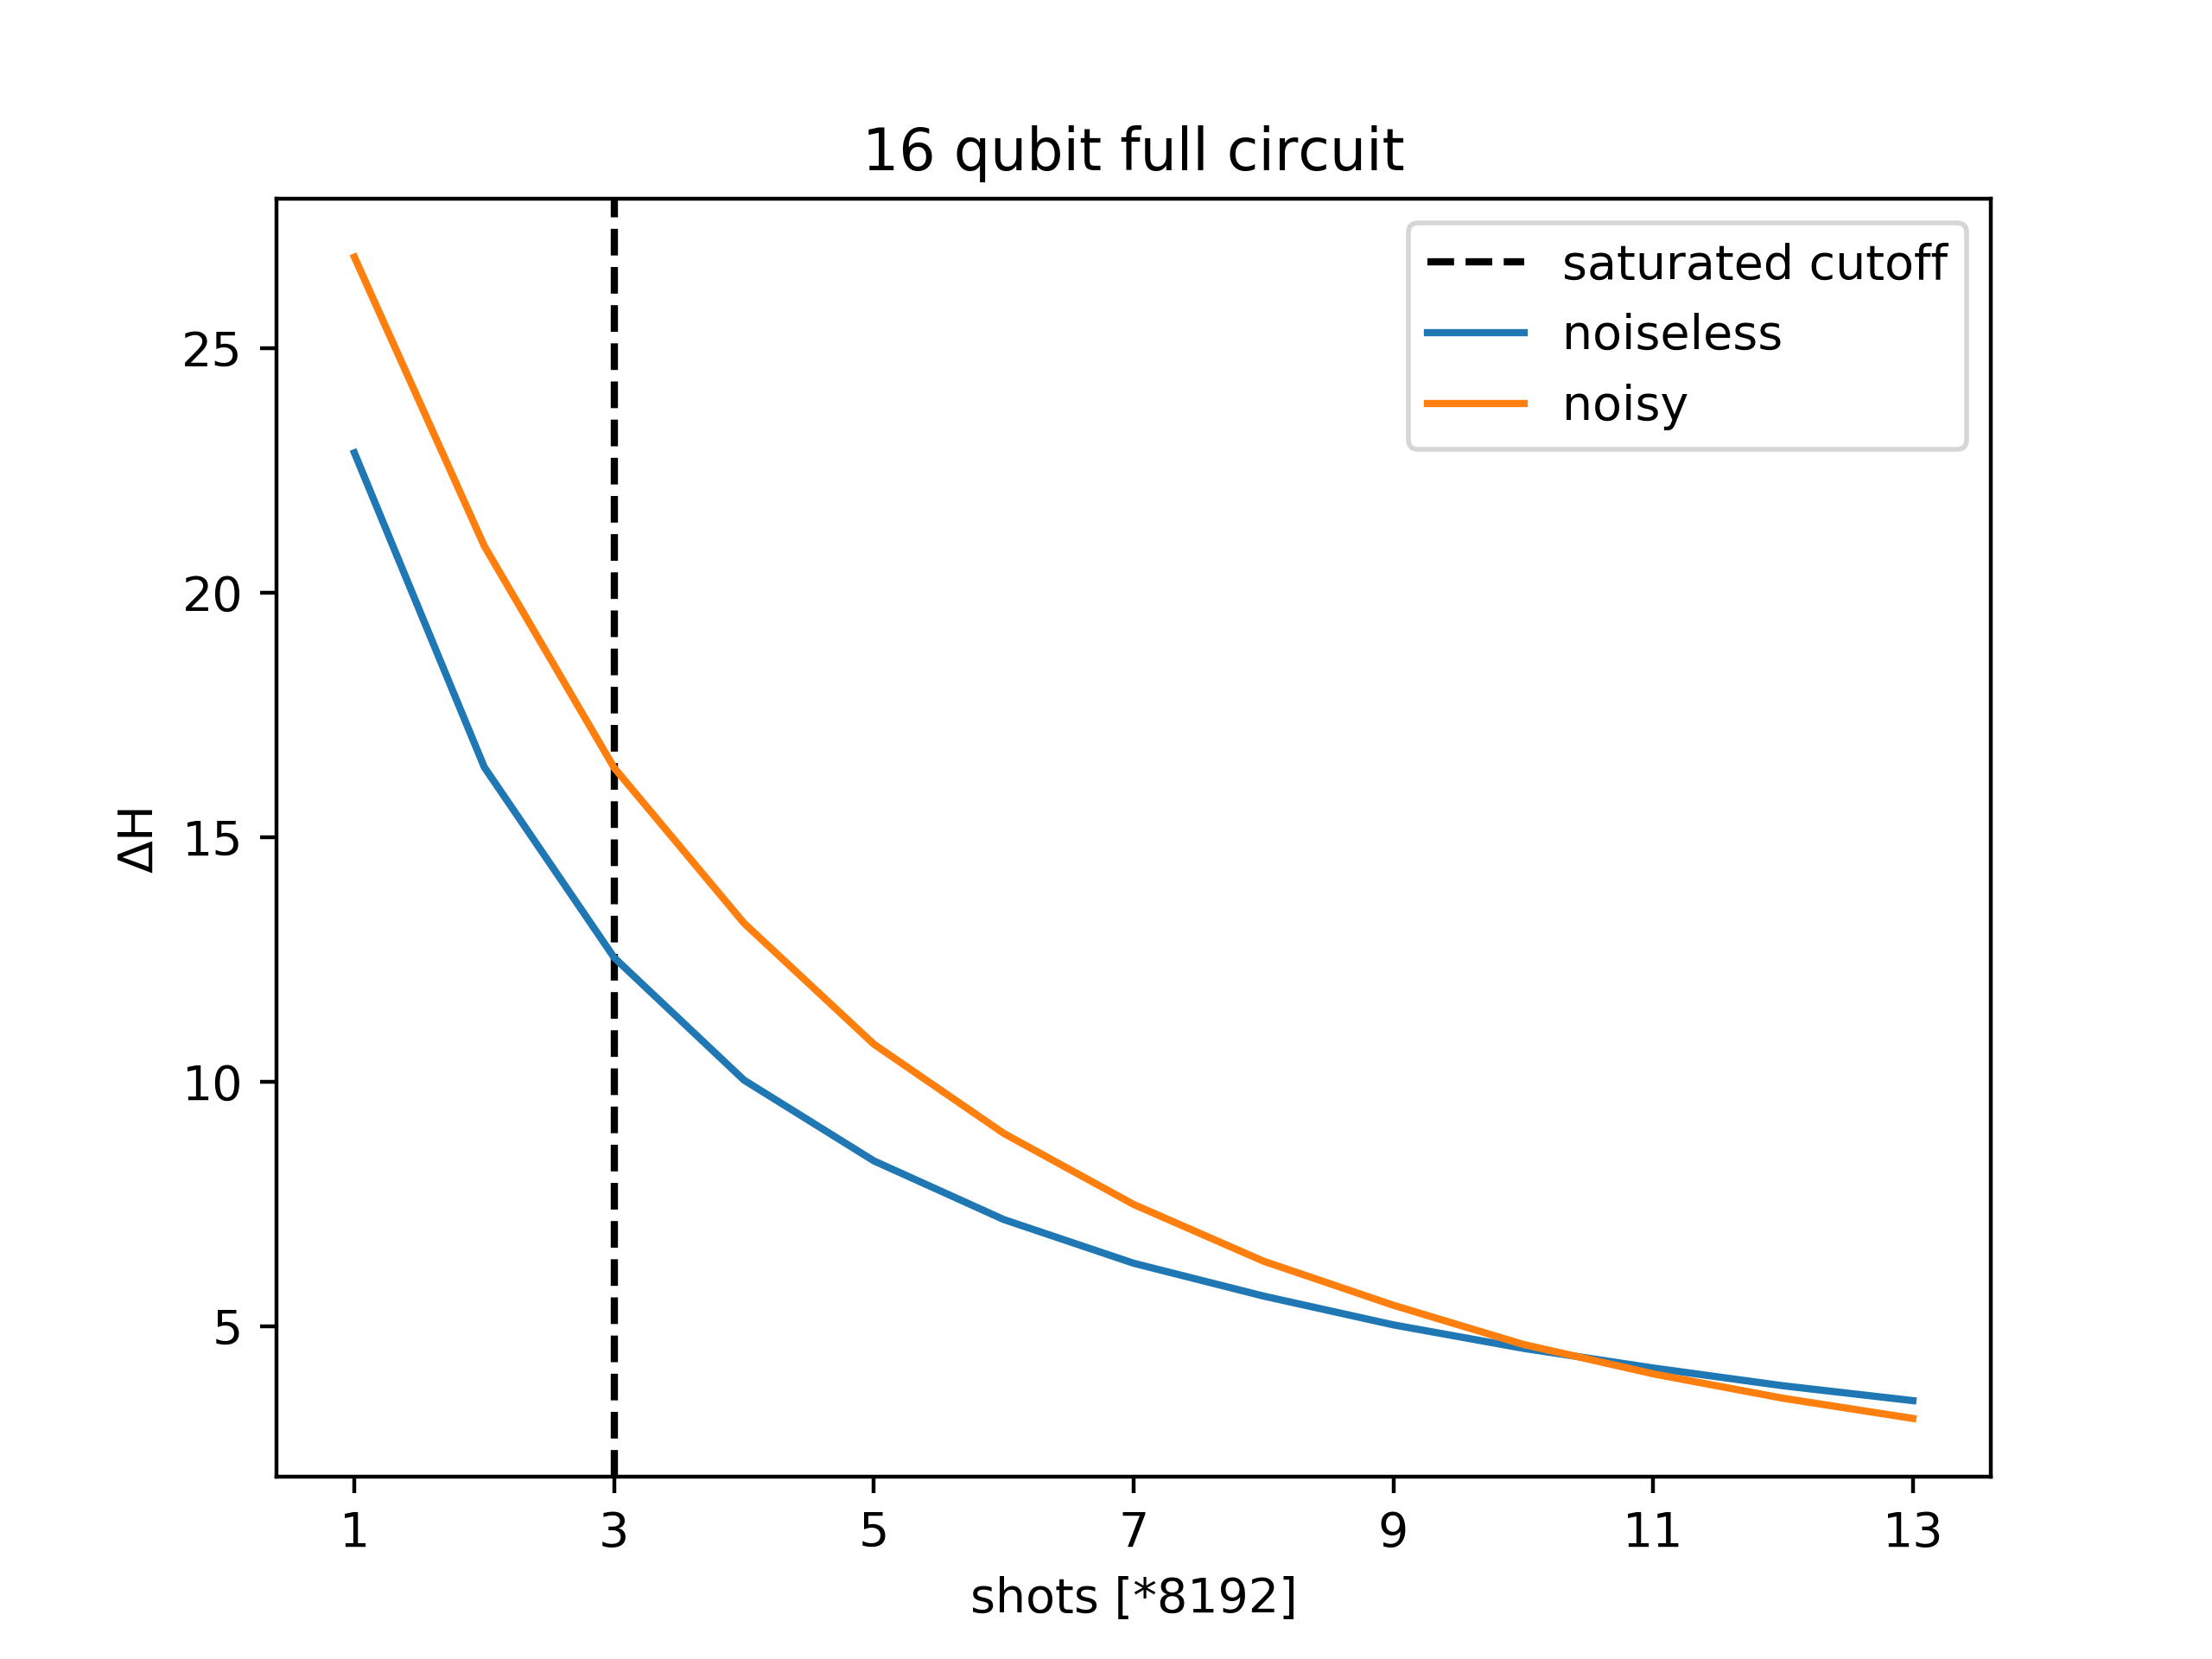 16 qubit full circuit
saturated cutoff
noiseless
noisy
25
20
15
10
5
ΔH
1 3 5 7 9 11 13
shots [*8192]